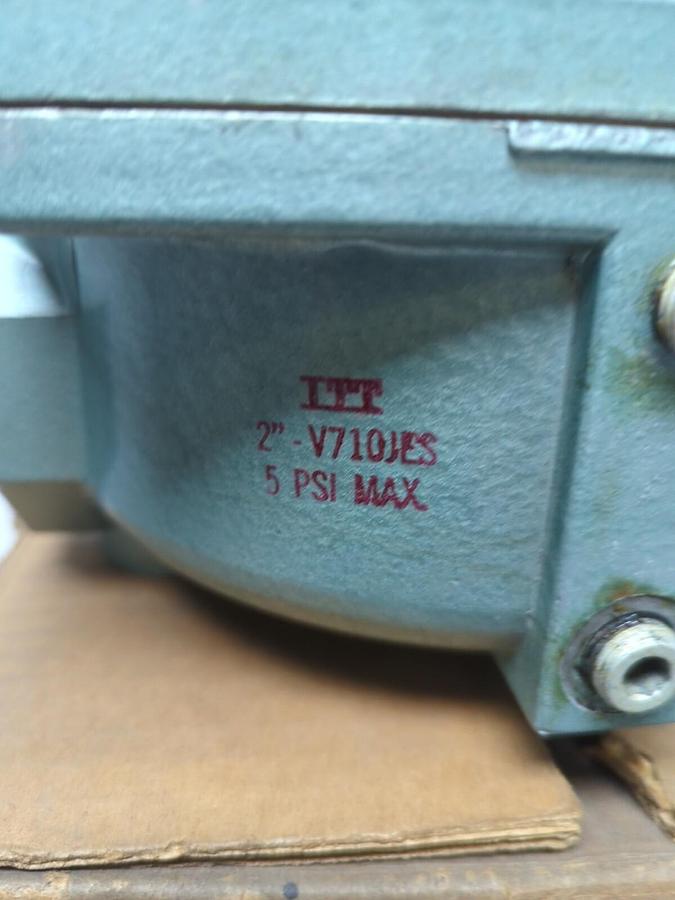 ITT
2" - V710JES
5 PSI MAX.